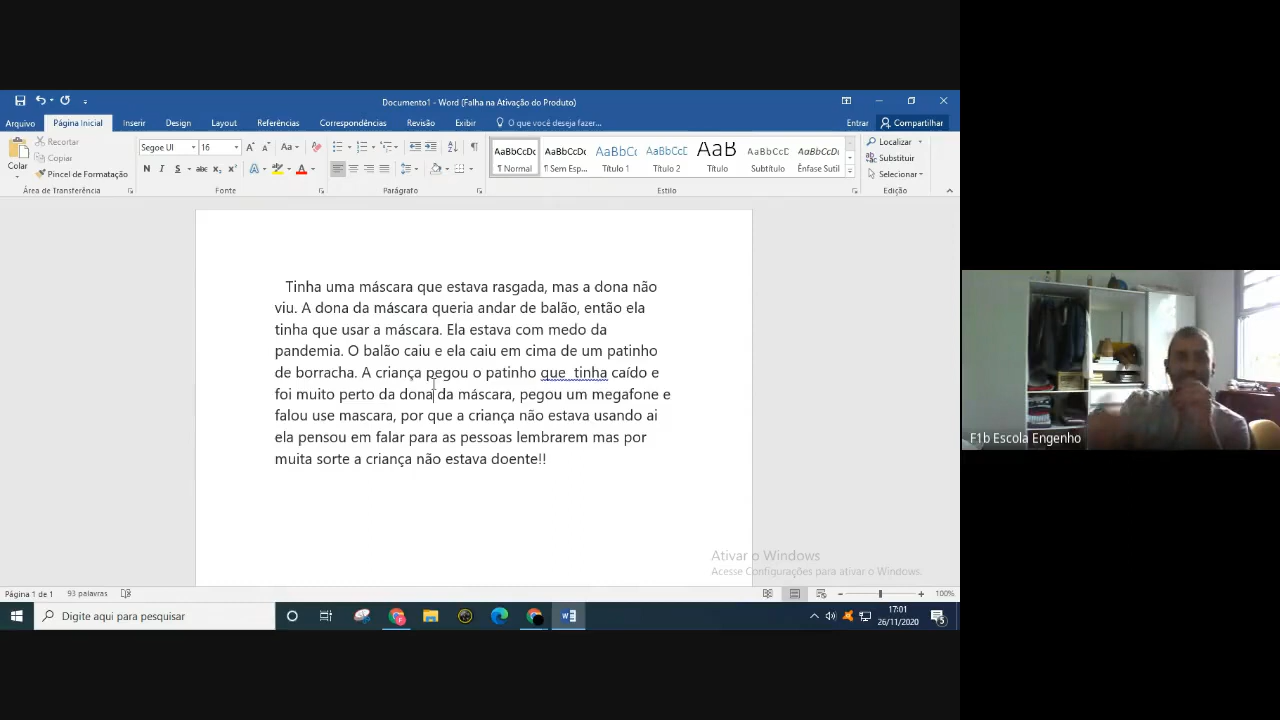 Documento1 - Word (Falha na Ativação do Produto)
Arquivo Página Inicial Inserir Design Layout Referências Correspondências Revisão Exibir O que você deseja fazer... Entrar Compartilhar
Colar
Recortar
Copiar
Pincel de Formatação
Área de Transferência
Segoe UI 16
Fonte
Parágrafo
AaBbCcDc AaBbCcDc AaBbCc AaBbCcE AaB AaBbCcD AaBbCcDc
¶ Normal ¶ Sem Esp... Título 1 Título 2 Título Subtítulo Ênfase Sutil
Estilo
Localizar
Substituir
Selecionar
Edição
Tinha uma máscara que estava rasgada, mas a dona não
viu. A dona da máscara queria andar de balão, então ela
tinha que usar a máscara. Ela estava com medo da
pandemia. O balão caiu e ela caiu em cima de um patinho
de borracha. A criança pegou o patinho que  tinha caído e
foi muito perto da dona da máscara, pegou um megafone e
falou use mascara, por que a criança não estava usando ai
ela pensou em falar para as pessoas lembrarem mas por
muita sorte a criança não estava doente!!
Ativar o Windows
Acesse Configurações para ativar o Windows.
Página 1 de 1 93 palavras 100%
Digite aqui para pesquisar
17:01
26/11/2020
5
F1b Escola Engenho